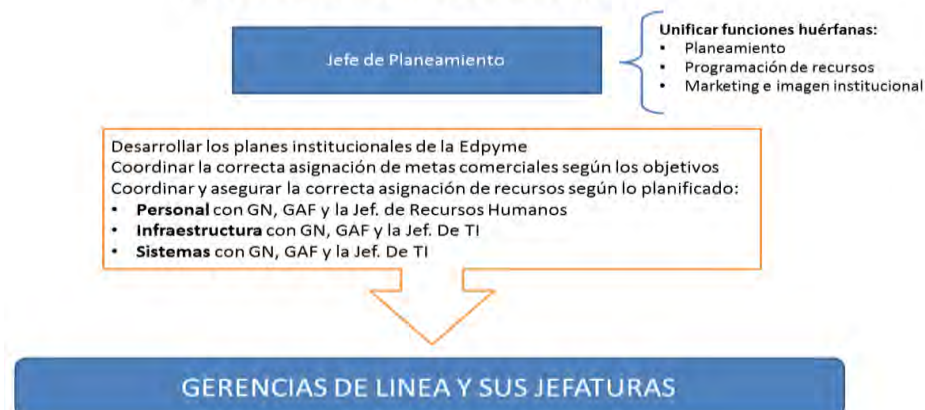 Jefe de Planeamiento
Unificar funciones huérfanas:
• Planeamiento
• Programación de recursos
• Marketing e imagen institucional
Desarrollar los planes institucionales de la Edpyme
Coordinar la correcta asignación de metas comerciales según los objetivos
Coordinar y asegurar la correcta asignación de recursos según lo planificado:
• Personal con GN, GAF y la Jef. de Recursos Humanos
• Infraestructura con GN, GAF y la Jef. De TI
• Sistemas con GN, GAF y la Jef. De TI
GERENCIAS DE LINEA Y SUS JEFATURAS